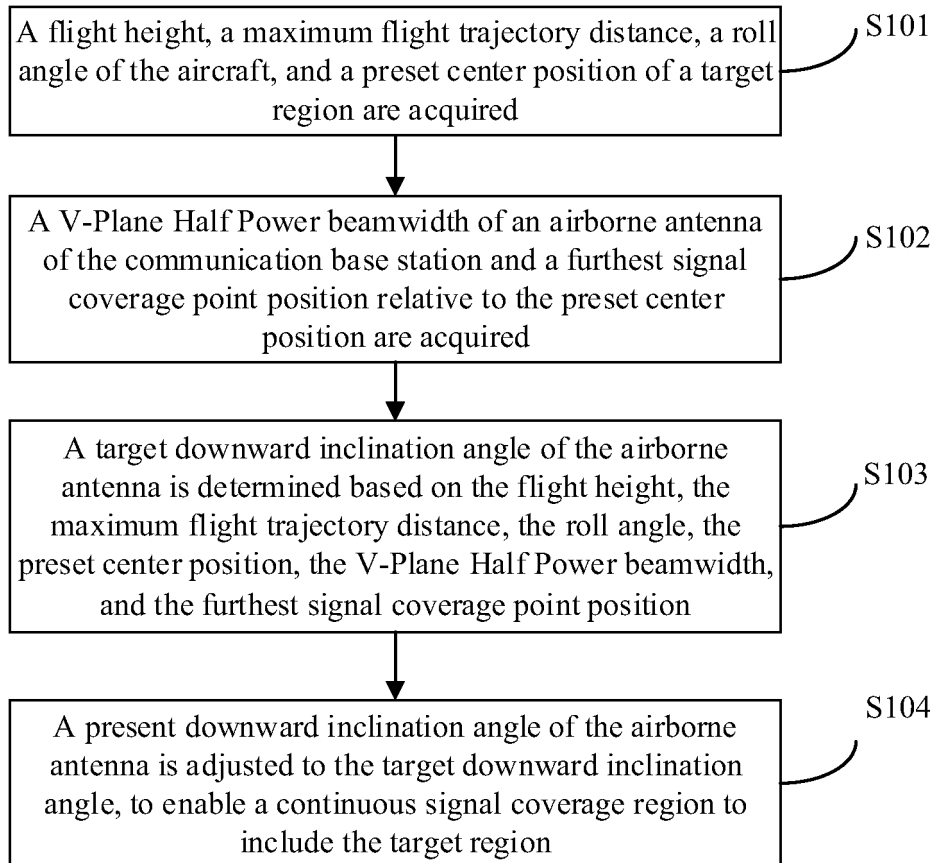 A flight height, a maximum flight trajectory distance, a roll
angle of the aircraft, and a preset center position of a target
region are acquired
S101
A V-Plane Half Power beamwidth of an airborne antenna
of the communication base station and a furthest signal
coverage point position relative to the preset center
position are acquired
S102
A target downward inclination angle of the airborne
antenna is determined based on the flight height, the
maximum flight trajectory distance, the roll angle, the
preset center position, the V-Plane Half Power beamwidth,
and the furthest signal coverage point position
S103
A present downward inclination angle of the airborne
antenna is adjusted to the target downward inclination
angle, to enable a continuous signal coverage region to
include the target region
S104